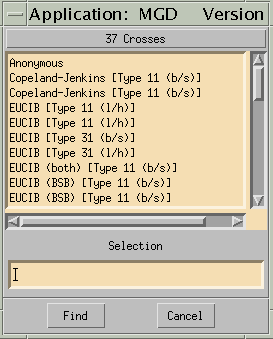 Application: MGD Version
37 Crosses
Anonymous
Copeland-Jenkins [Type 11 (b/s)]
Copeland-Jenkins [Type 11 (b/s)]
EUCIB [Type 11 (l/h)]
EUCIB [Type 11 (l/h)]
EUCIB [Type 31 (b/s)]
EUCIB [Type 31 (l/h)]
EUCIB (both) [Type 11 (b/s)]
EUCIB (BSB) [Type 11 (b/s)]
EUCIB (BSB) [Type 11 (b/s)]
Selection
Find
Cancel